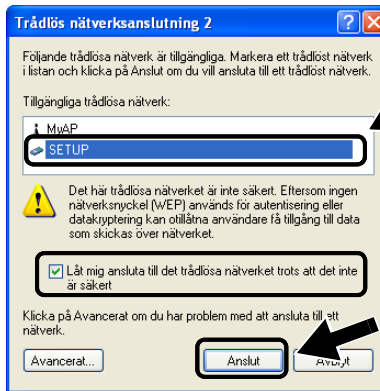 Trådlös nätverksanslutning 2
Följande trådlösa nätverk är tillgängliga. Markera ett trådlöst nätverk
i listan och klicka på Anslut om du vill ansluta till ett trådlöst nätverk.
Tillgängliga trådlösa nätverk:
MyAP
SETUP
Det här trådlösa nätverket är inte säkert. Eftersom ingen
nätverksnyckel (WEP) används för autentisering eller
datakryptering kan otillåtna användare få tillgång till data
som skickas över nätverket.
Låt mig ansluta till det trådlösa nätverket trots att det inte
är säkert
Klicka på Avancerat om du har problem med att ansluta till ett
nätverk.
Avancerat... Anslut Avbryt